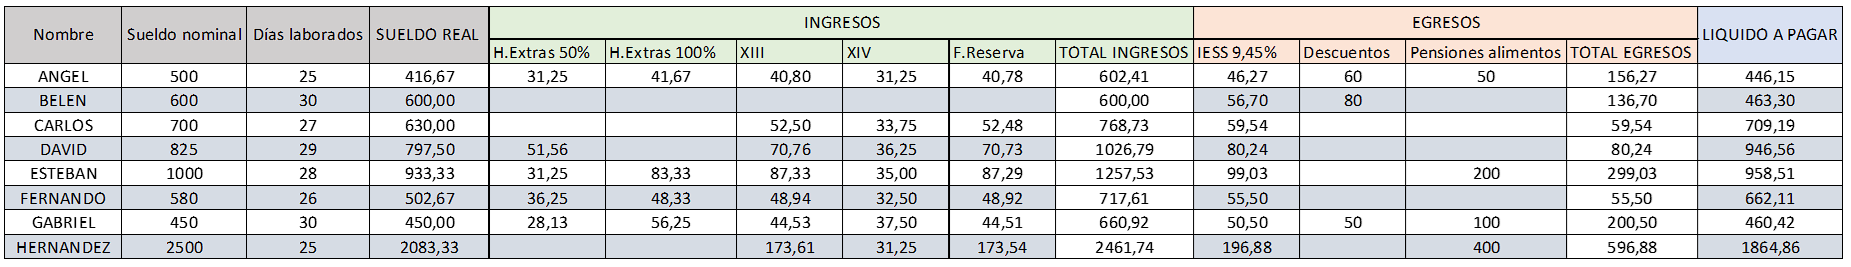 INGRESOS EGRESOS
Nombre Sueldo nominal Días laborados SUELDO REAL LIQUIDO A PAGAR
H.Extras 50% H.Extras 100% XIII XIV F.Reserva TOTAL INGRESOS IESS 9,45% Descuentos Pensiones alimentos TOTAL EGRESOS
ANGEL 500 25 416,67 31,25 41,67 40,80 31,25 40,78 602,41 46,27 60 50 156,27 446,15
BELEN 600 30 600,00 600,00 56,70 80 136,70 463,30
CARLOS 700 27 630,00 52,50 33,75 52,48 768,73 59,54 59,54 709,19
DAVID 825 29 797,50 51,56 70,76 36,25 70,73 1026,79 80,24 80,24 946,56
ESTEBAN 1000 28 933,33 31,25 83,33 87,33 35,00 87,29 1257,53 99,03 200 299,03 958,51
FERNANDO 580 26 502,67 36,25 48,33 48,94 32,50 48,92 717,61 55,50 55,50 662,11
GABRIEL 450 30 450,00 28,13 56,25 44,53 37,50 44,51 660,92 50,50 50 100 200,50 460,42
HERNANDEZ 2500 25 2083,33 173,61 31,25 173,54 2461,74 196,88 400 596,88 1864,86